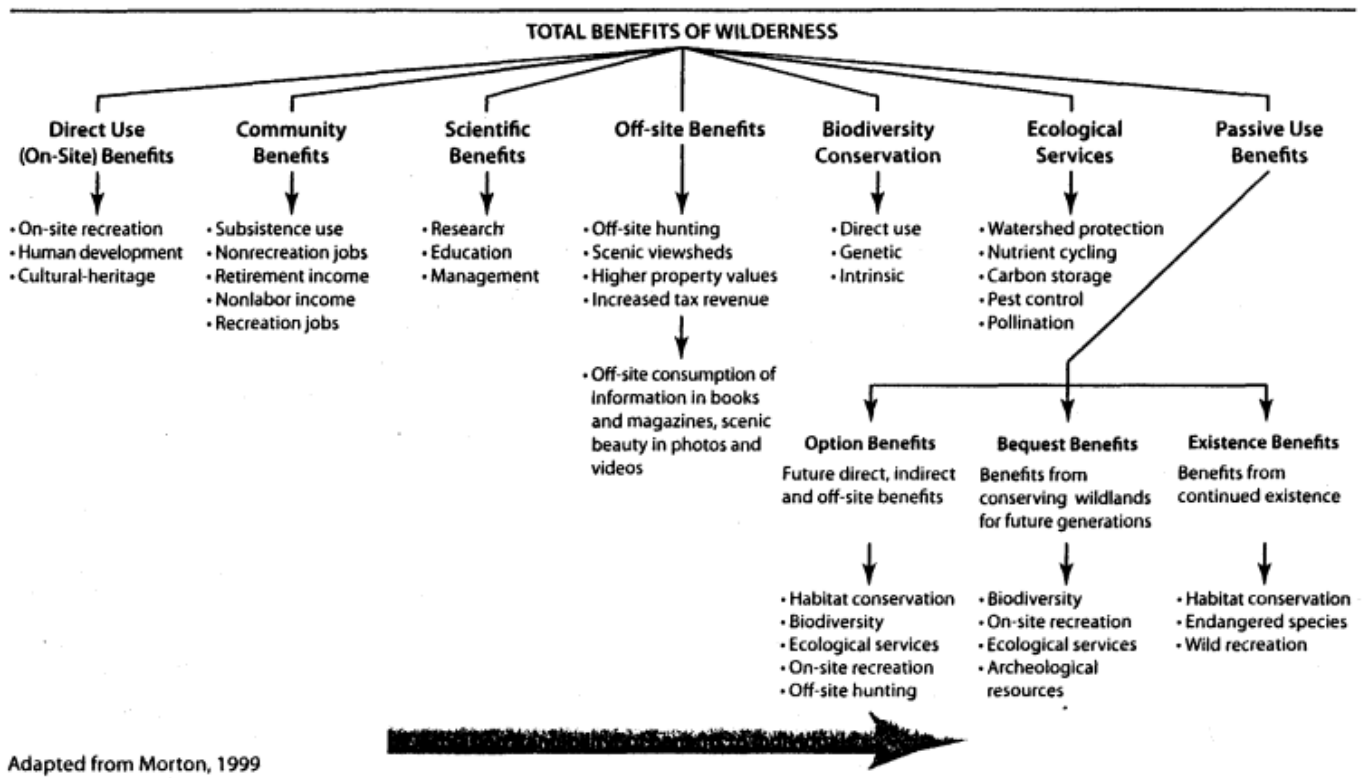 TOTAL BENEFITS OF WILDERNESS
Direct Use
(On-Site) Benefits
• On-site recreation
• Human development
• Cultural-heritage
Community
Benefits
• Subsistence use
• Nonrecreation jobs
• Retirement income
• Nonlabor income
• Recreation jobs
Scientific
Benefits
• Research
• Education
• Management
Off-site Benefits
• Off-site hunting
• Scenic viewsheds
• Higher property values
• Increased tax revenue
• Off-site consumption of
information in books
and magazines, scenic
beauty in photos and
videos
Biodiversity
Conservation
• Direct use
• Genetic
• Intrinsic
Ecological
Services
• Watershed protection
• Nutrient cycling
• Carbon storage
• Pest control
• Pollination
Passive Use
Benefits
Option Benefits
Future direct, indirect
and off-site benefits
• Habitat conservation
• Biodiversity
• Ecological services
• On-site recreation
• Off-site hunting
Bequest Benefits
Benefits from
conserving wildlands
for future generations
• Biodiversity
• On-site recreation
• Ecological services
• Archeological
resources
Existence Benefits
Benefits from
continued existence
• Habitat conservation
• Endangered species
• Wild recreation
Adapted from Morton, 1999